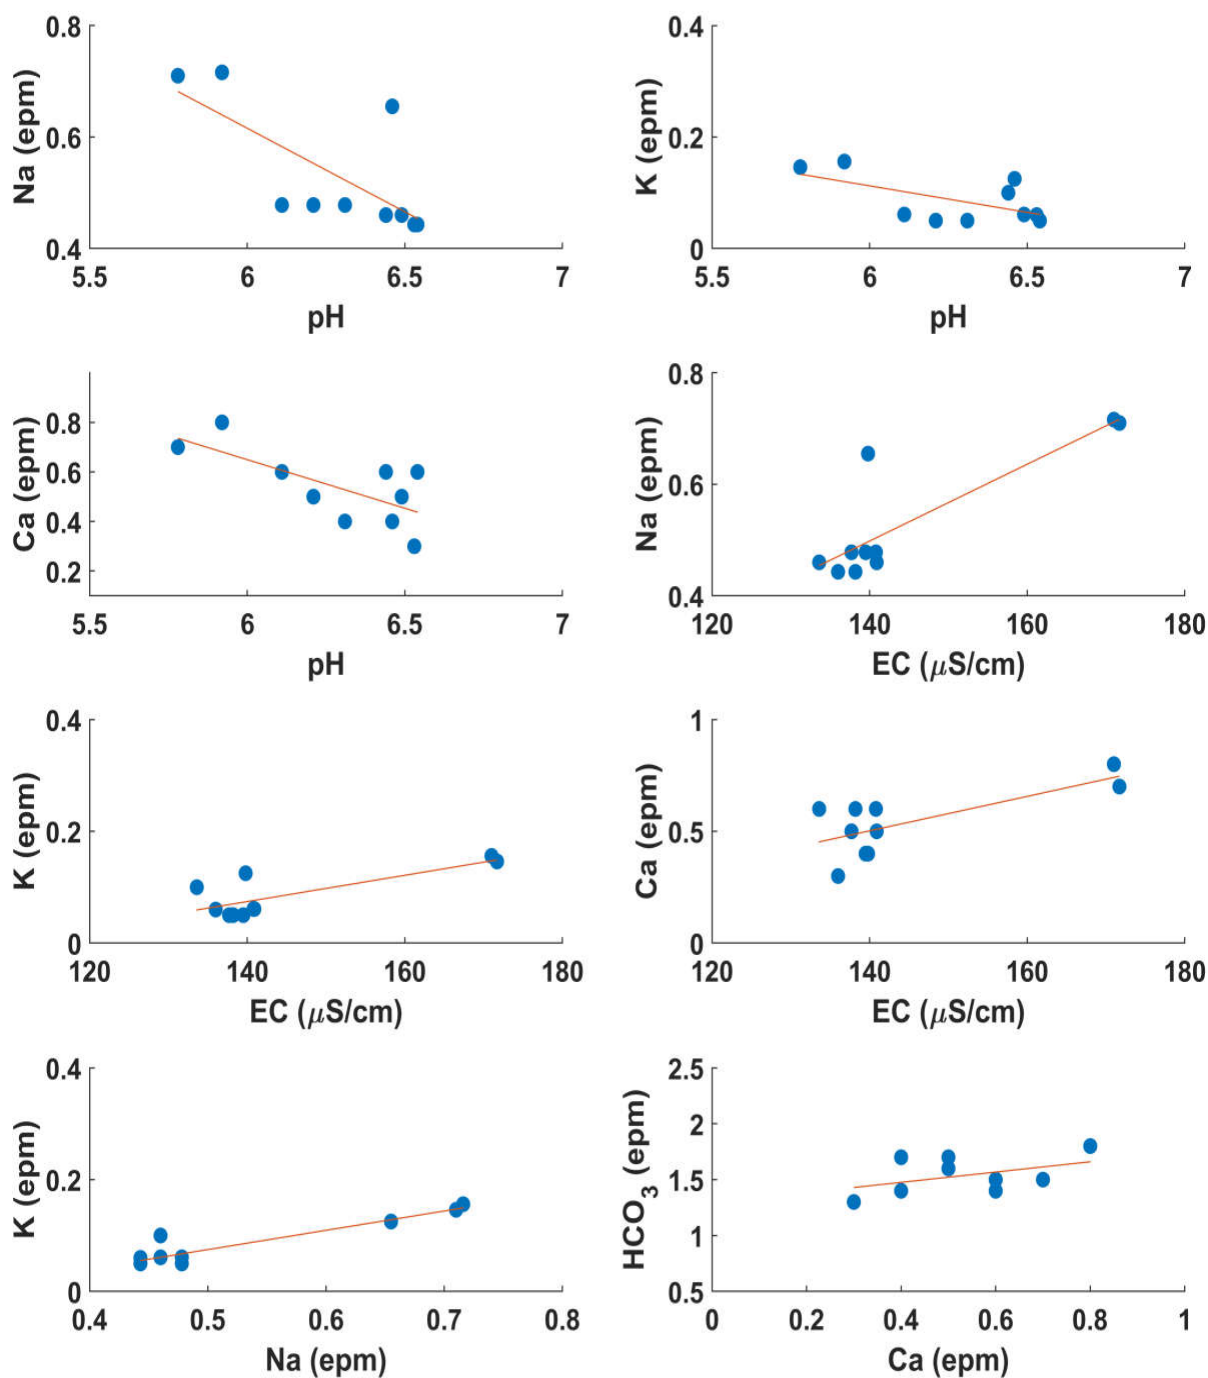 0.8
0.6
0.4
Na (epm)
5.5 6 6.5 7
pH
0.4
0.2
0
K (epm)
5.5 6 6.5 7
pH
0.8
0.6
0.4
0.2
Ca (epm)
5.5 6 6.5 7
pH
0.8
0.6
0.4
Na (epm)
120 140 160 180
EC (μS/cm)
0.4
0.2
0
K (epm)
120 140 160 180
EC (μS/cm)
1
0.5
0
Ca (epm)
120 140 160 180
EC (μS/cm)
0.4
0.2
0
K (epm)
0.4 0.5 0.6 0.7 0.8
Na (epm)
2.5
2
1.5
1
0.5
HCO₃ (epm)
0 0.2 0.4 0.6 0.8 1
Ca (epm)